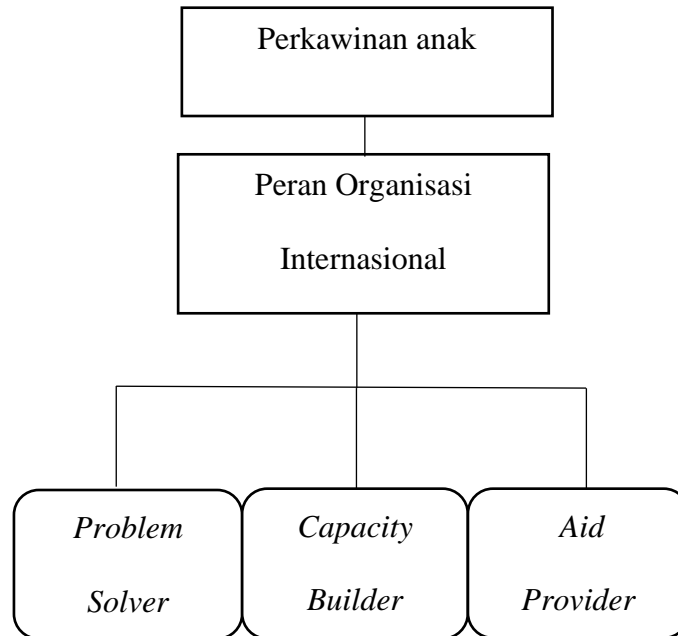 Perkawinan anak
Peran Organisasi
Internasional
Problem
Solver
Capacity
Builder
Aid
Provider